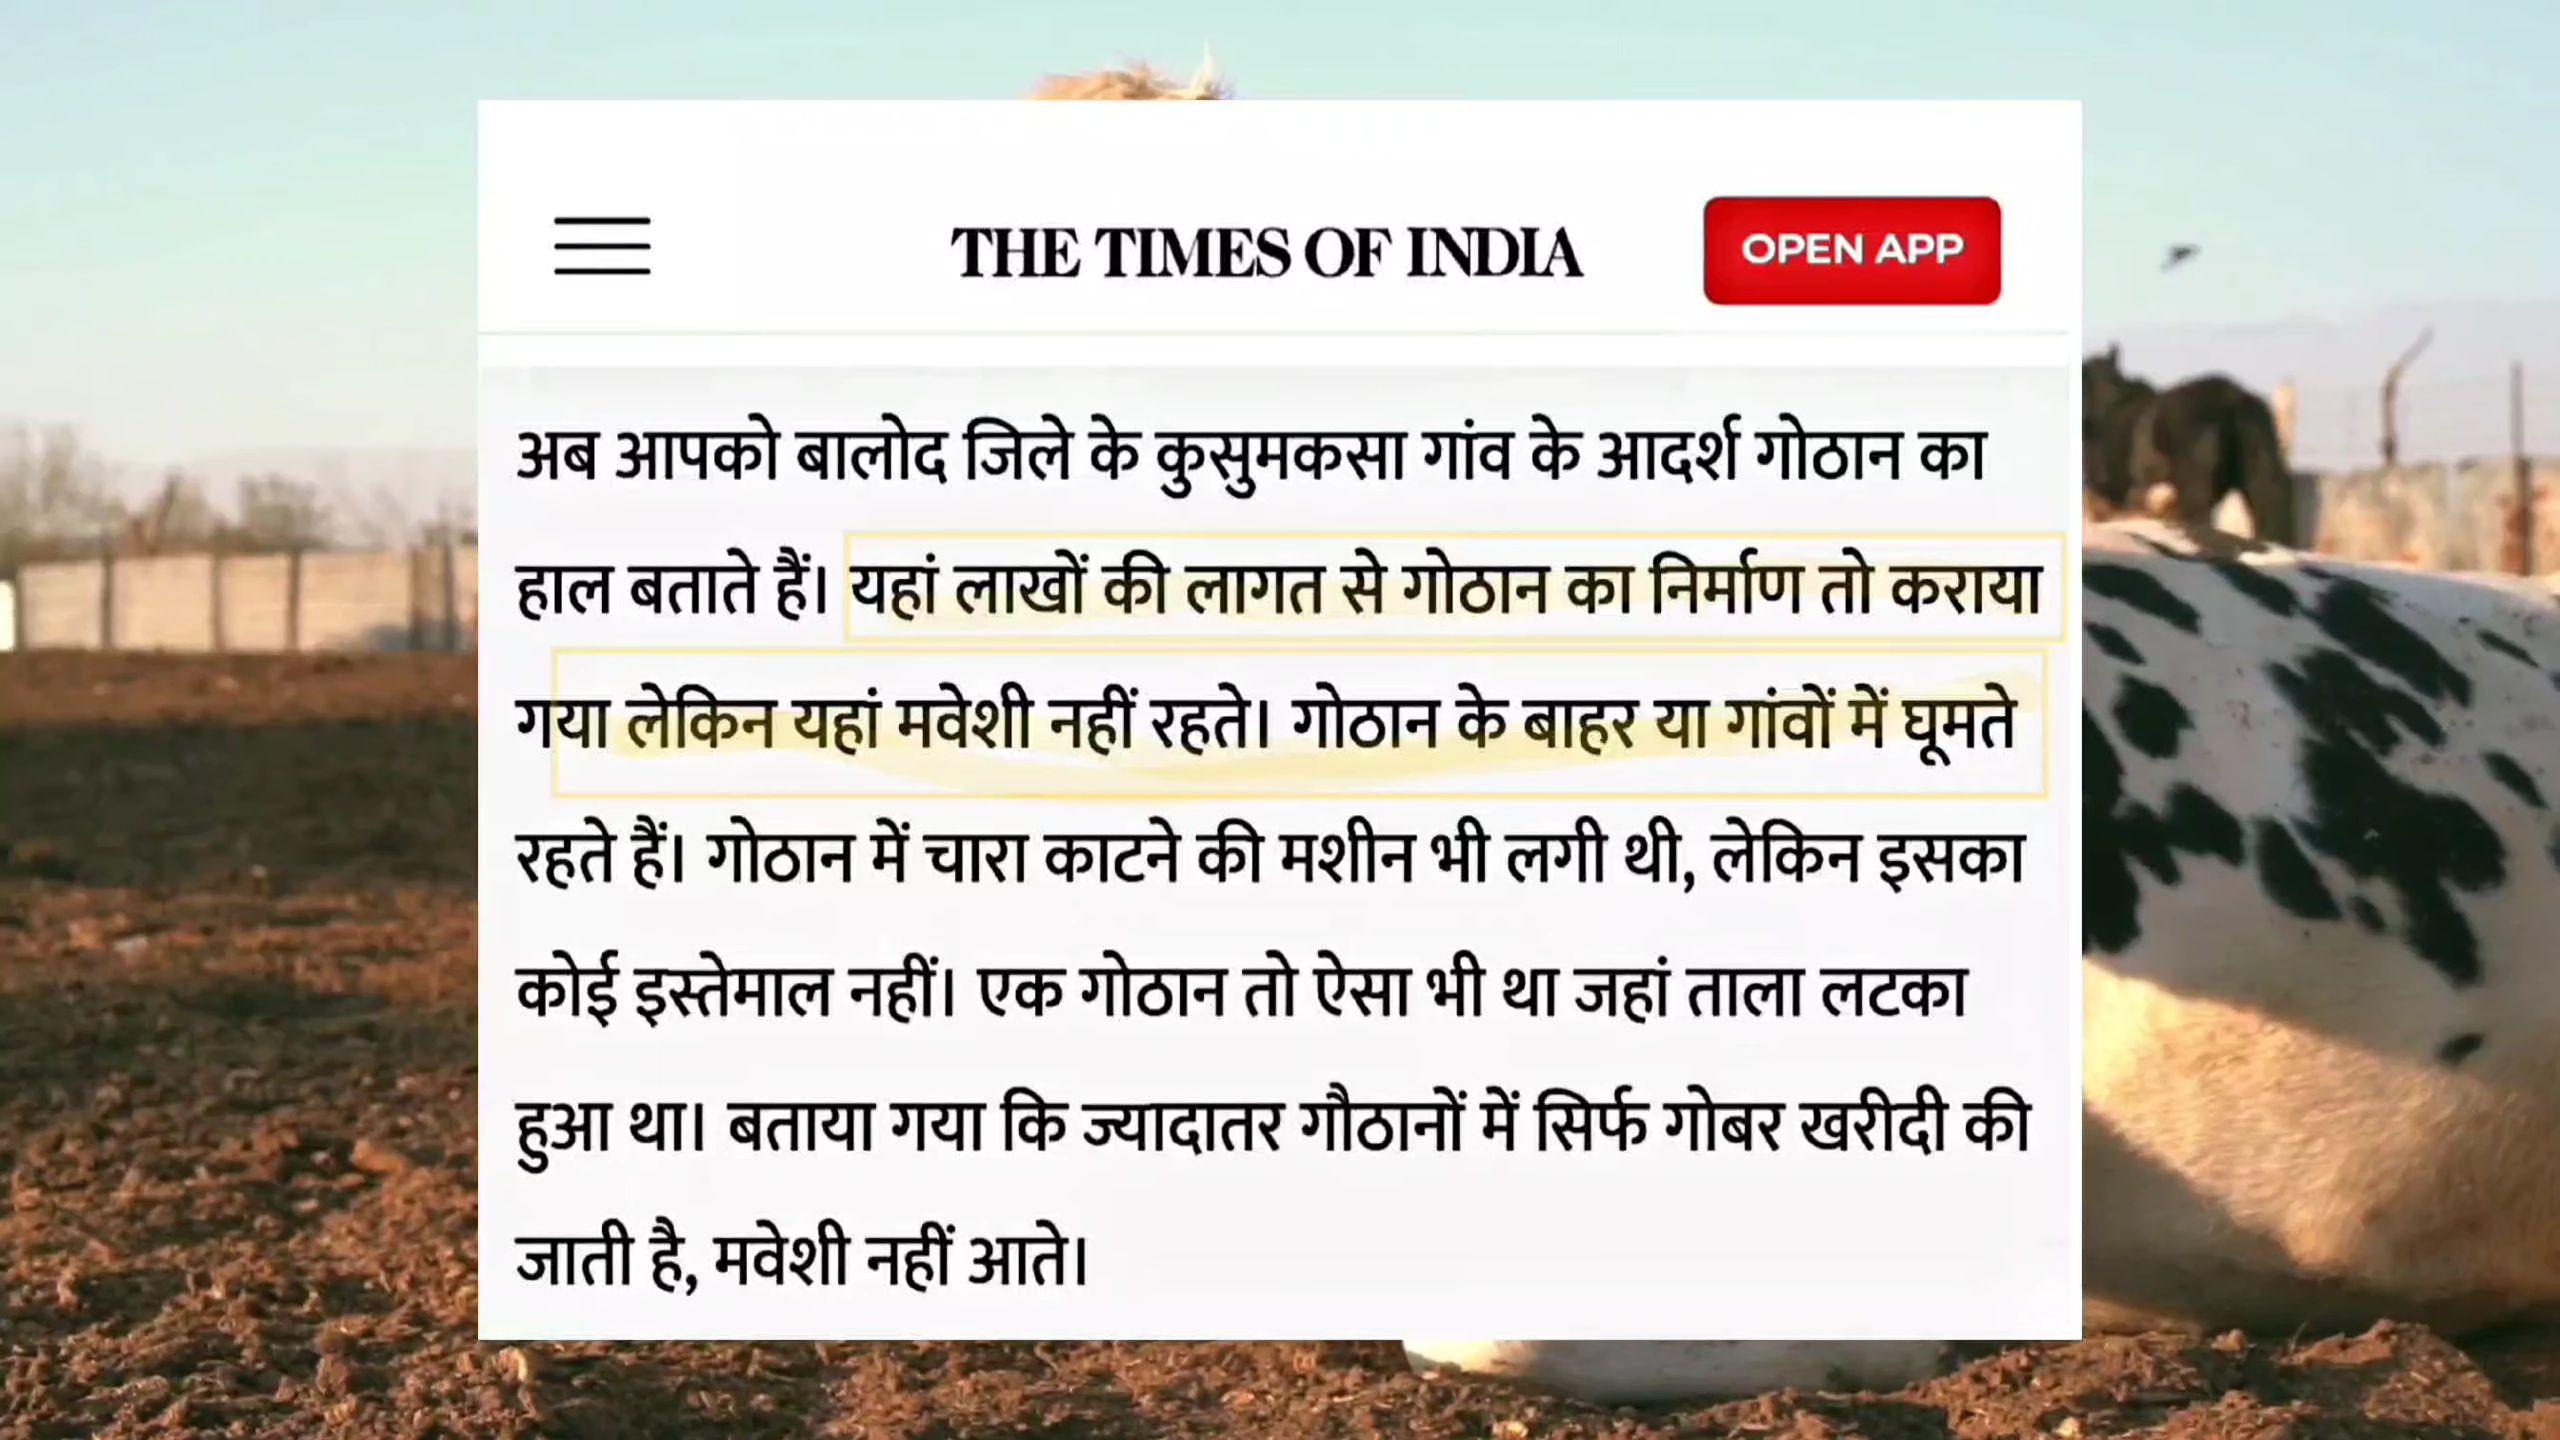 THE TIMES OF INDIA
OPEN APP
अब आपको बालोद जिले के कुसुमकसा गांव के आदर्श गोठान का
हाल बताते हैं। यहां लाखों की लागत से गोठान का निर्माण तो कराया
गया लेकिन यहां मवेशी नहीं रहते। गोठान के बाहर या गांवों में घूमते
रहते हैं। गोठान में चारा काटने की मशीन भी लगी थी, लेकिन इसका
कोई इस्तेमाल नहीं। एक गोठान तो ऐसा भी था जहां ताला लटका
हुआ था। बताया गया कि ज्यादातर गौठानों में सिर्फ गोबर खरीदी की
जाती है, मवेशी नहीं आते।